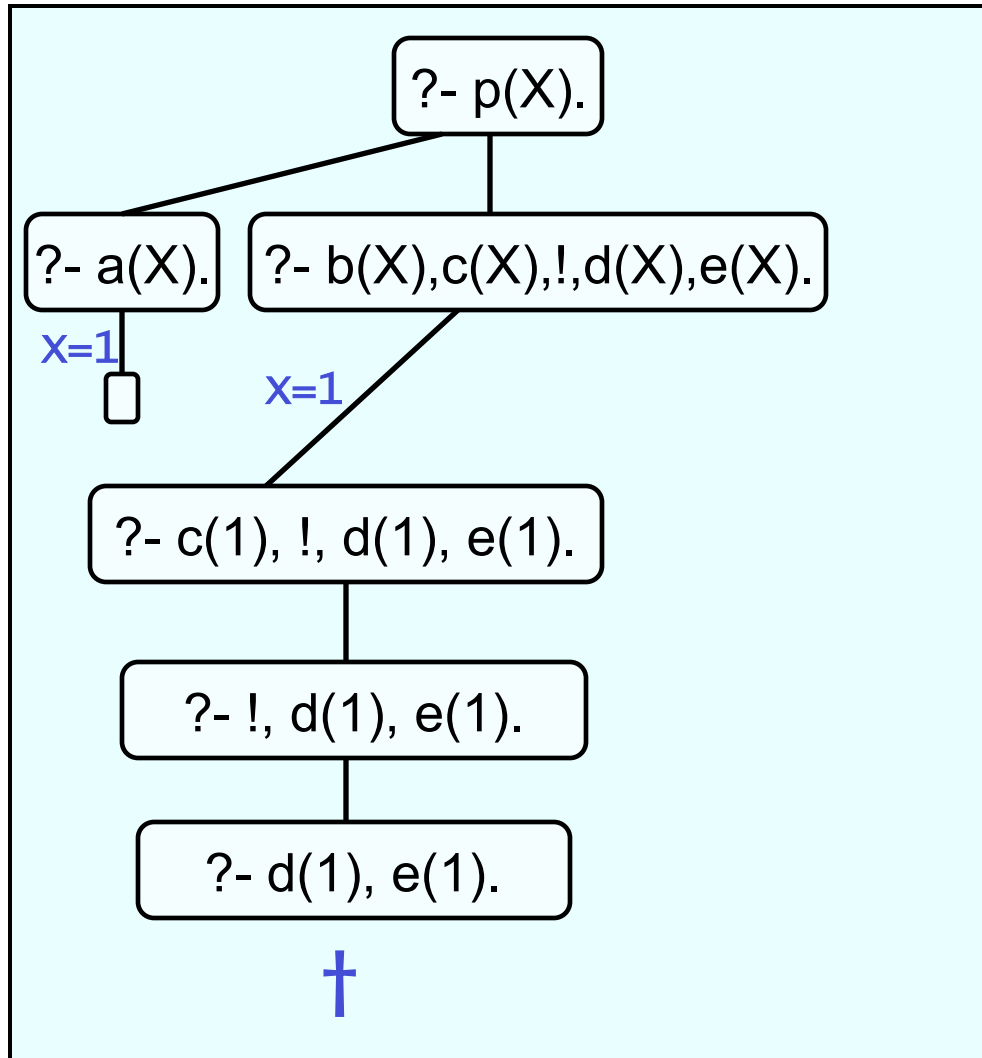 ?- p(X).
?- a(X).
?- b(X),c(X),!,d(X),e(X).
X=1
X=1
?- c(1), !, d(1), e(1).
?- !, d(1), e(1).
?- d(1), e(1).
†